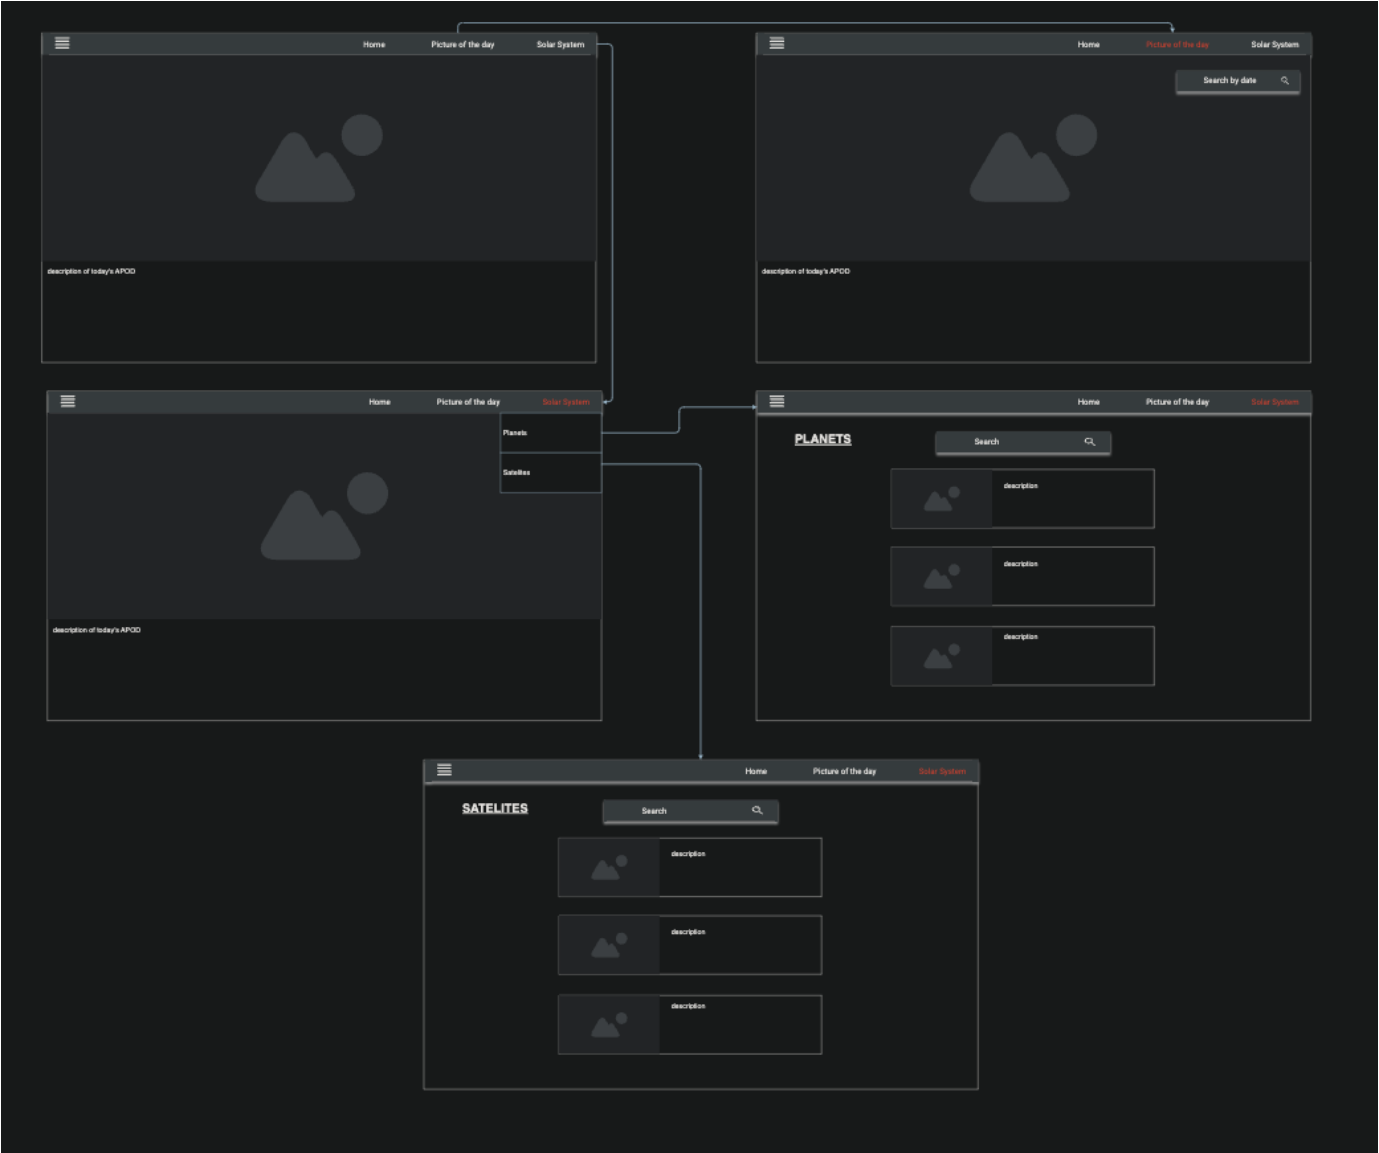 Home Picture of the day Solar System
description of today's APOD
Home Picture of the day Solar System
Search by date
description of today's APOD
Home Picture of the day Solar System
Planets
Satelites
description of today's APOD
Home Picture of the day Solar System
PLANETS Search
description
description
description
Home Picture of the day Solar System
SATELITES Search
description
description
description